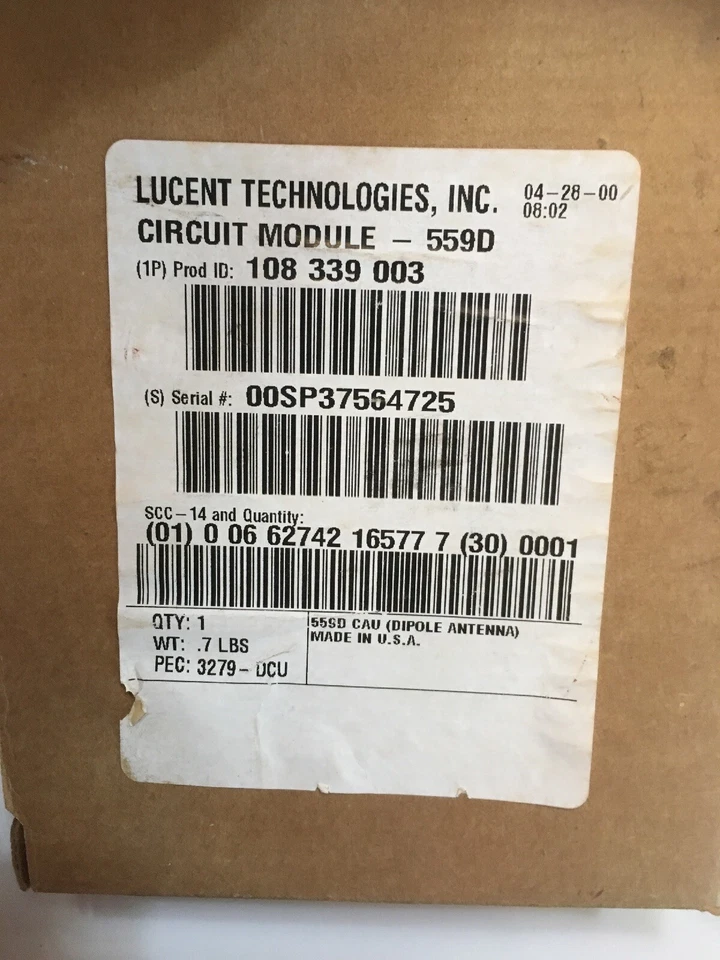 LUCENT TECHNOLOGIES, INC. 04-28-00
08:02
CIRCUIT MODULE - 559D
(1P) Prod ID: 108 339 003
(S) Serial #: 00SP37564725
SCC-14 and Quantity:
(01) 0 06 62742 16577 7 (30) 0001
QTY: 1
WT: .7 LBS
PEC: 3279-DCU
559D CAU (DIPOLE ANTENNA)
MADE IN U.S.A.